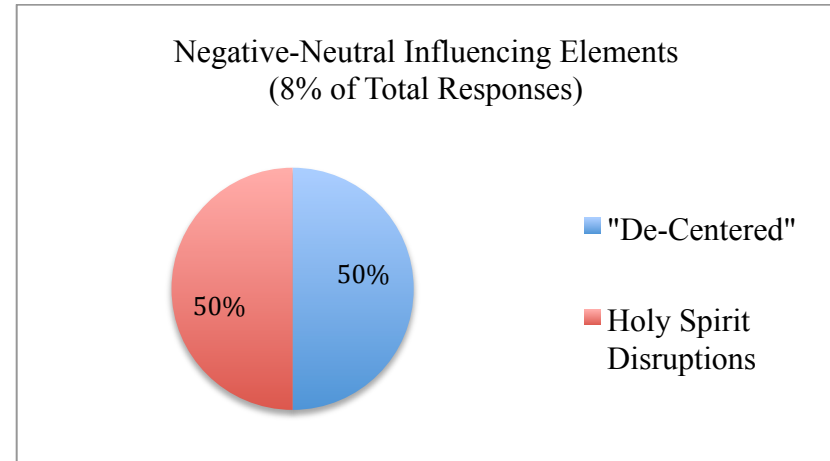 Negative-Neutral Influencing Elements
(8% of Total Responses)
50%
50%
"De-Centered"
Holy Spirit
Disruptions